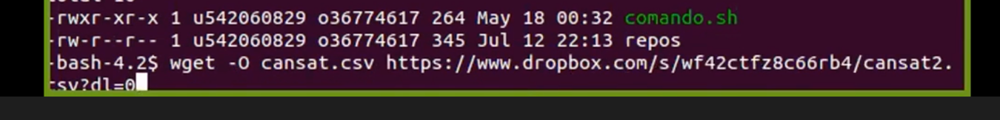 -rwxr-xr-x 1 u542060829 o36774617 264 May 18 00:32 comando.sh
-rw-r--r-- 1 u542060829 o36774617 345 Jul 12 22:13 repos
-bash-4.2$ wget -O cansat.csv https://www.dropbox.com/s/wf42ctfz8c66rb4/cansat2.
csv?dl=0